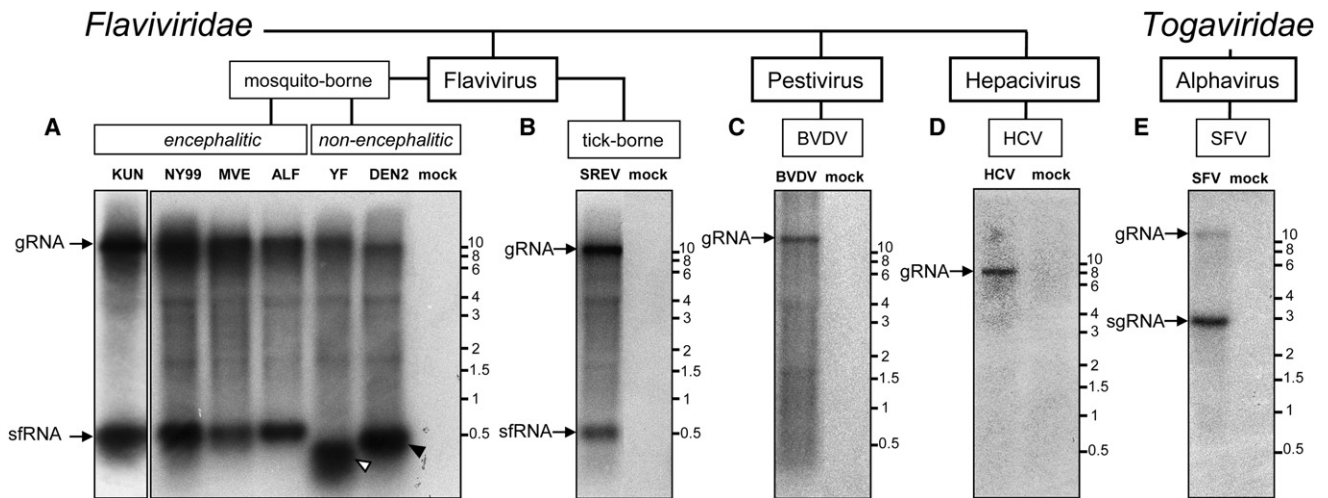 Flaviviridae
Togaviridae
mosquito-borne
Flavivirus
Pestivirus
Hepacivirus
Alphavirus
A
encephalitic
non-encephalitic
B
tick-borne
C
BVDV
D
HCV
E
SFV
KUN NY99 MVE ALF YF DEN2 mock
gRNA
sfRNA
10
8
6
4
3
2
1.5
1
0.5
SREV mock
gRNA
sfRNA
10
8
6
4
3
2
1.5
1
0.5
BVDV mock
gRNA
10
8
6
4
3
2
1.5
1
0.5
HCV mock
gRNA
10
8
6
4
3
2
1.5
1
0.5
SFV mock
gRNA
sgRNA
10
8
6
4
3
2
1.5
1
0.5